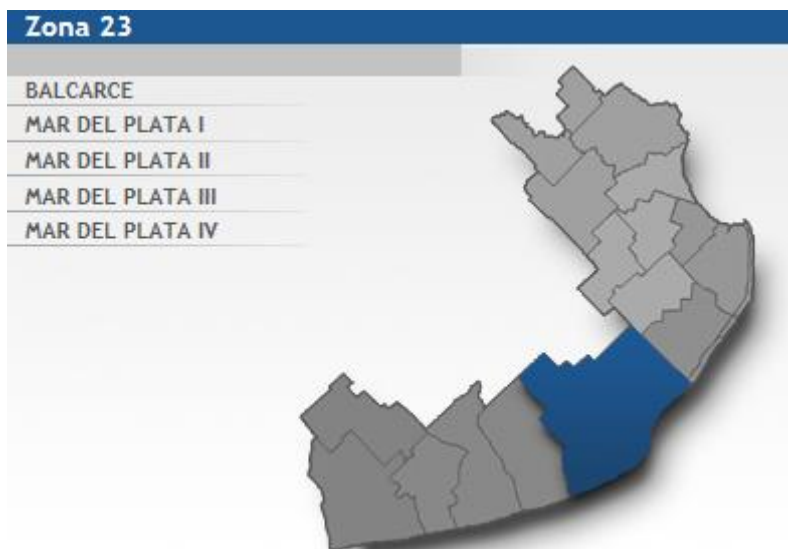 Zona 23
BALCARCE
MAR DEL PLATA I
MAR DEL PLATA II
MAR DEL PLATA III
MAR DEL PLATA IV